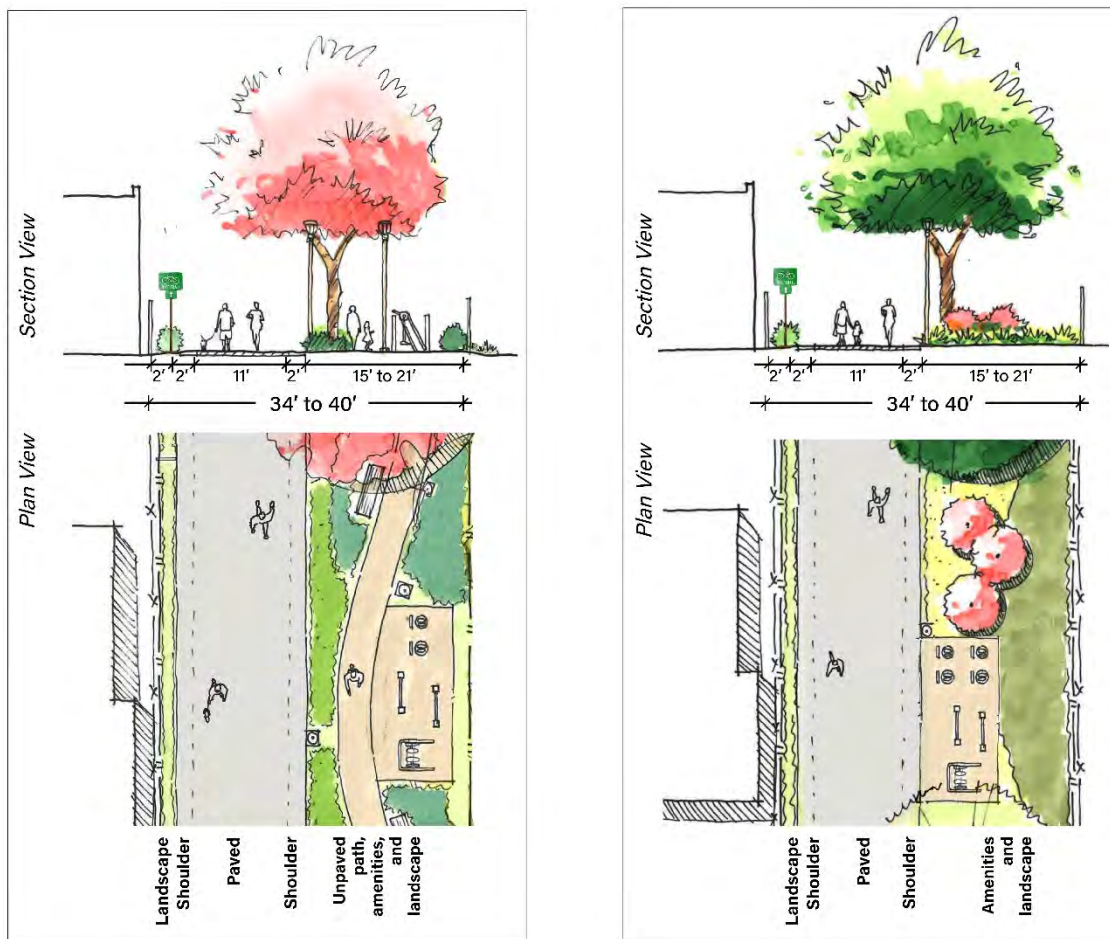 Section View
2'
2'
11'
2'
15' to 21'
34' to 40'
Plan View
Landscape
Shoulder
Paved
Shoulder
Unpaved
path,
amenities,
and
landscape
Section View
2'
2'
11'
2'
15' to 21'
34' to 40'
Plan View
Landscape
Shoulder
Paved
Shoulder
Amenities
and
landscape